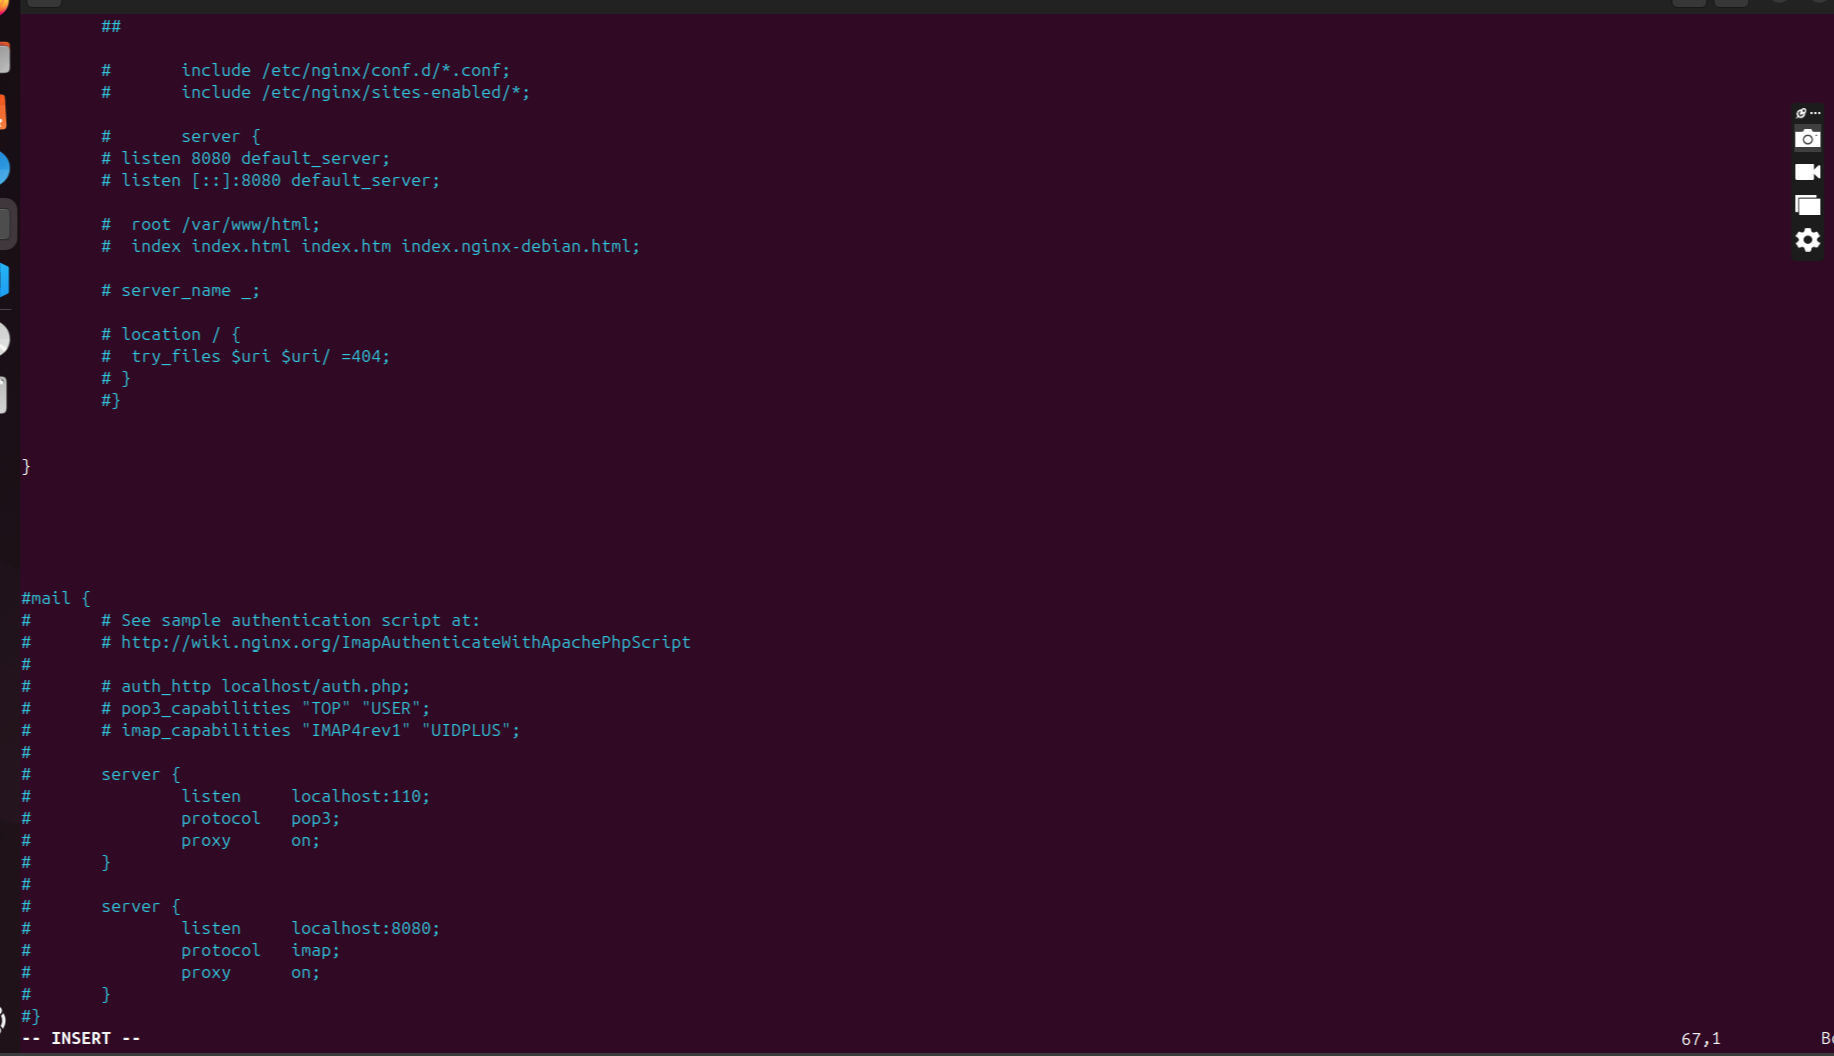 ##
#       include /etc/nginx/conf.d/*.conf;
#       include /etc/nginx/sites-enabled/*;
#       server {
# listen 8080 default_server;
# listen [::]:8080 default_server;
#  root /var/www/html;
#  index index.html index.htm index.nginx-debian.html;
# server_name _;
# location / {
#  try_files $uri $uri/ =404;
# }
#}
}
#mail {
#       # See sample authentication script at:
#       # http://wiki.nginx.org/ImapAuthenticateWithApachePhpScript
#
#       # auth_http localhost/auth.php;
#       # pop3_capabilities "TOP" "USER";
#       # imap_capabilities "IMAP4rev1" "UIDPLUS";
#
#       server {
#               listen     localhost:110;
#               protocol   pop3;
#               proxy      on;
#       }
#
#       server {
#               listen     localhost:8080;
#               protocol   imap;
#               proxy      on;
#       }
#}
-- INSERT --                    67,1